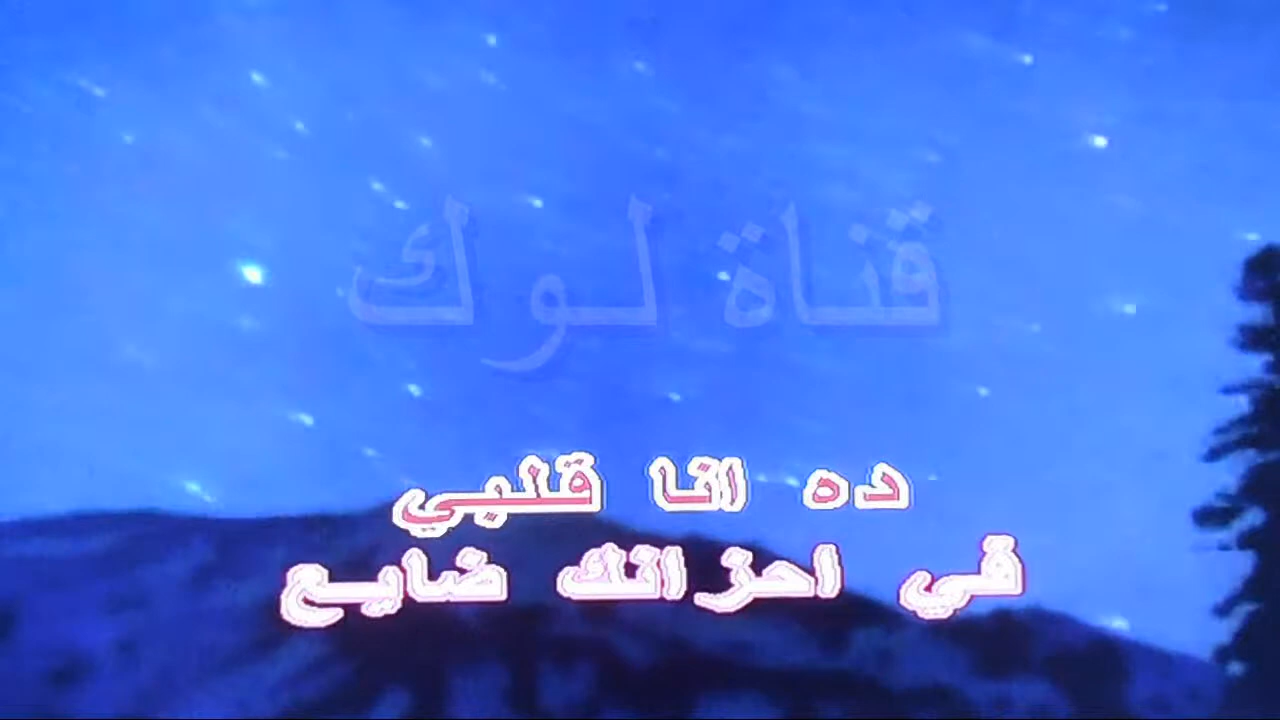 قناة لوك
ده انا قلبي
في احزانك ضايع